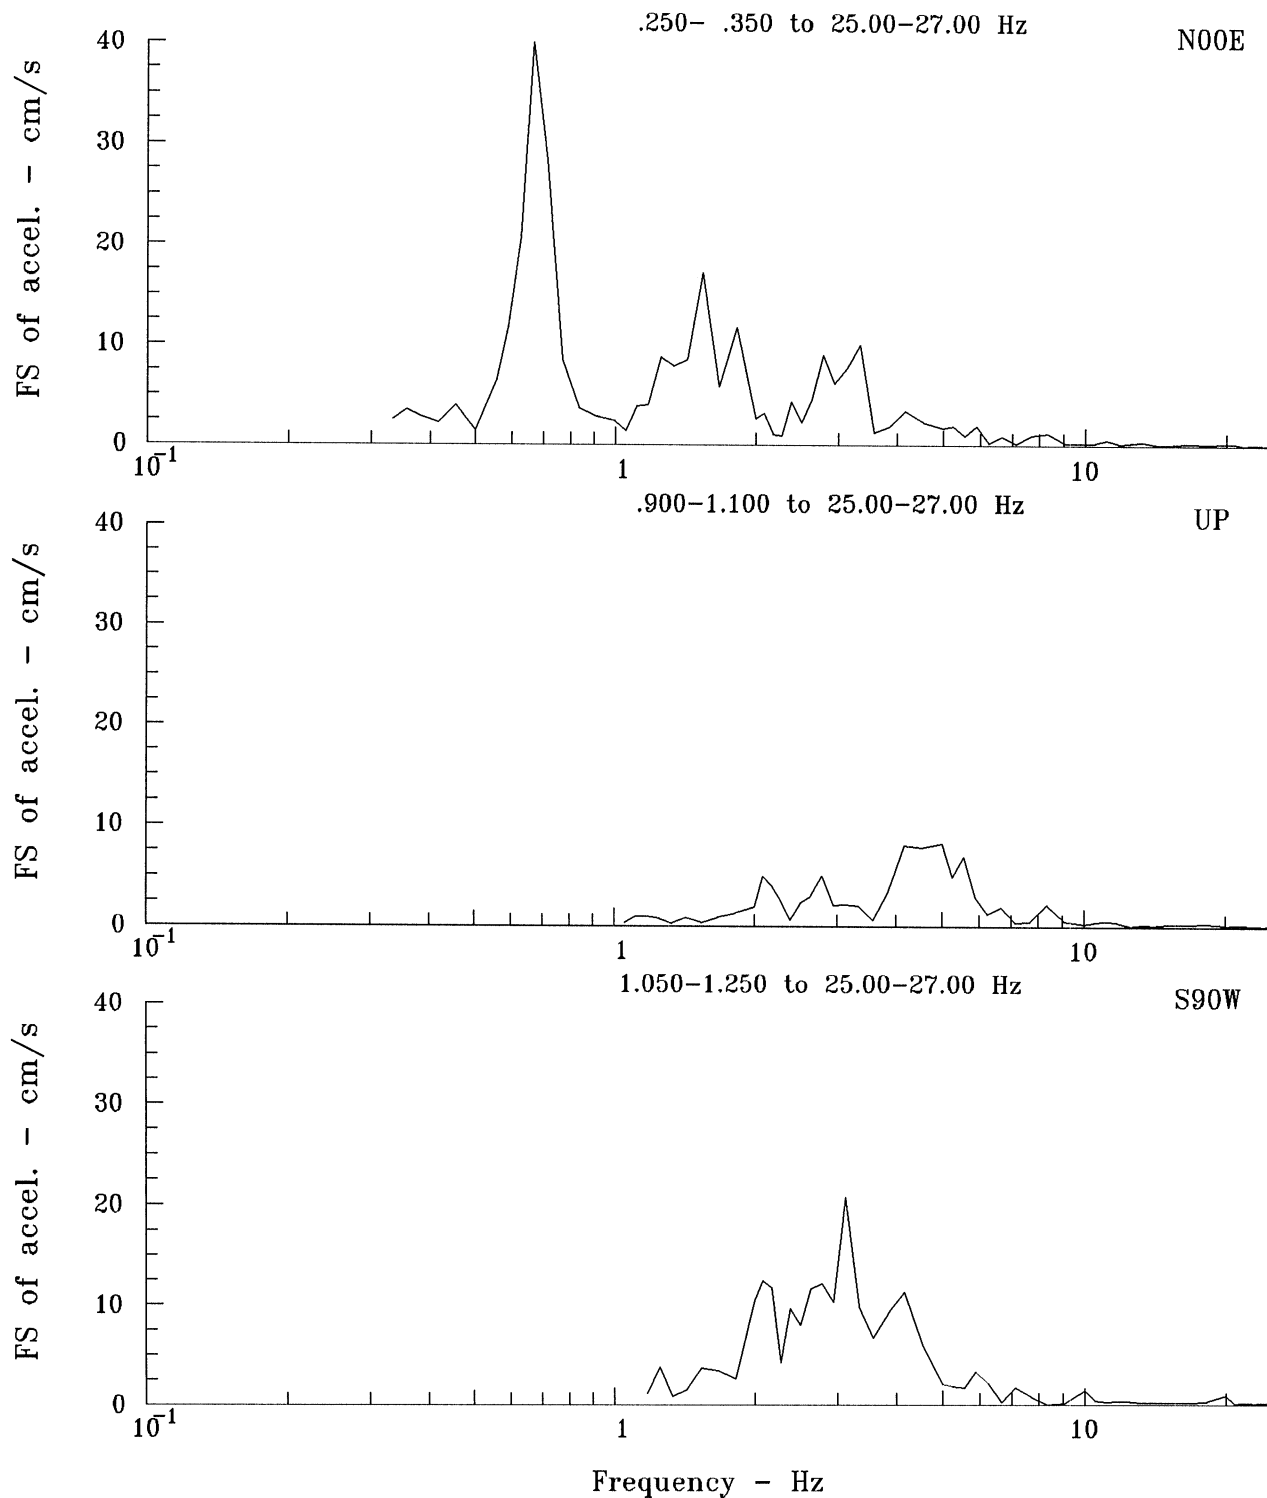 .250– .350 to 25.00–27.00 Hz
N00E
FS of accel. – cm/s
40
30
20
10
0
10⁻¹
1
10
.900–1.100 to 25.00–27.00 Hz
UP
FS of accel. – cm/s
40
30
20
10
0
10⁻¹
1
10
1.050–1.250 to 25.00–27.00 Hz
S90W
FS of accel. – cm/s
40
30
20
10
0
10⁻¹
1
10
Frequency – Hz